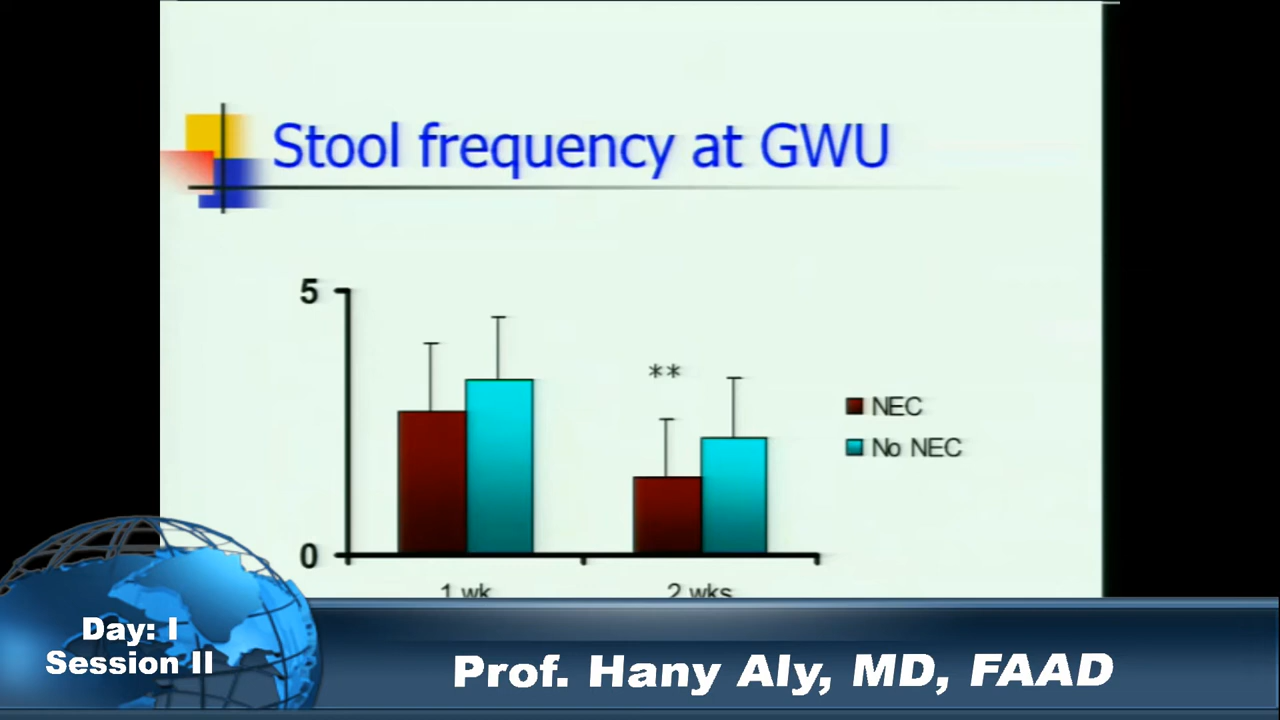 Stool frequency at GWU
5
**
NEC
No NEC
0
1 wk
2 wks
Day: I
Session II
Prof. Hany Aly, MD, FAAD